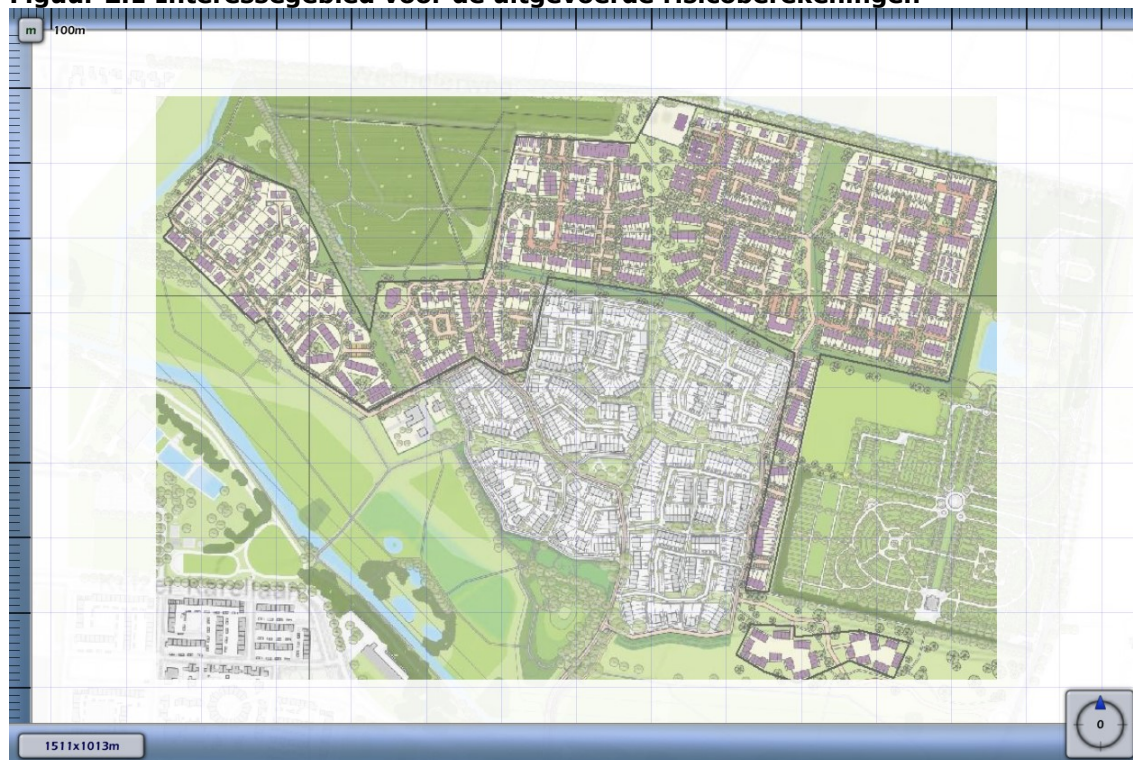 Figuur 2.1 Interessegebied voor de uitgevoerde risicoberekeningen
m
100m
1511x1013m
0